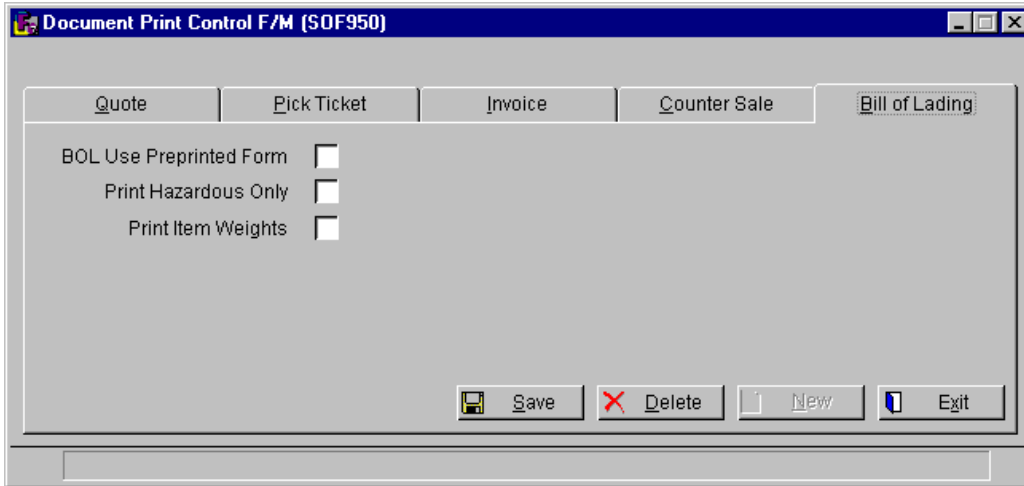 Document Print Control F/M (SOF950)
Quote Pick Ticket Invoice Counter Sale Bill of Lading
BOL Use Preprinted Form
Print Hazardous Only
Print Item Weights
Save Delete New Exit